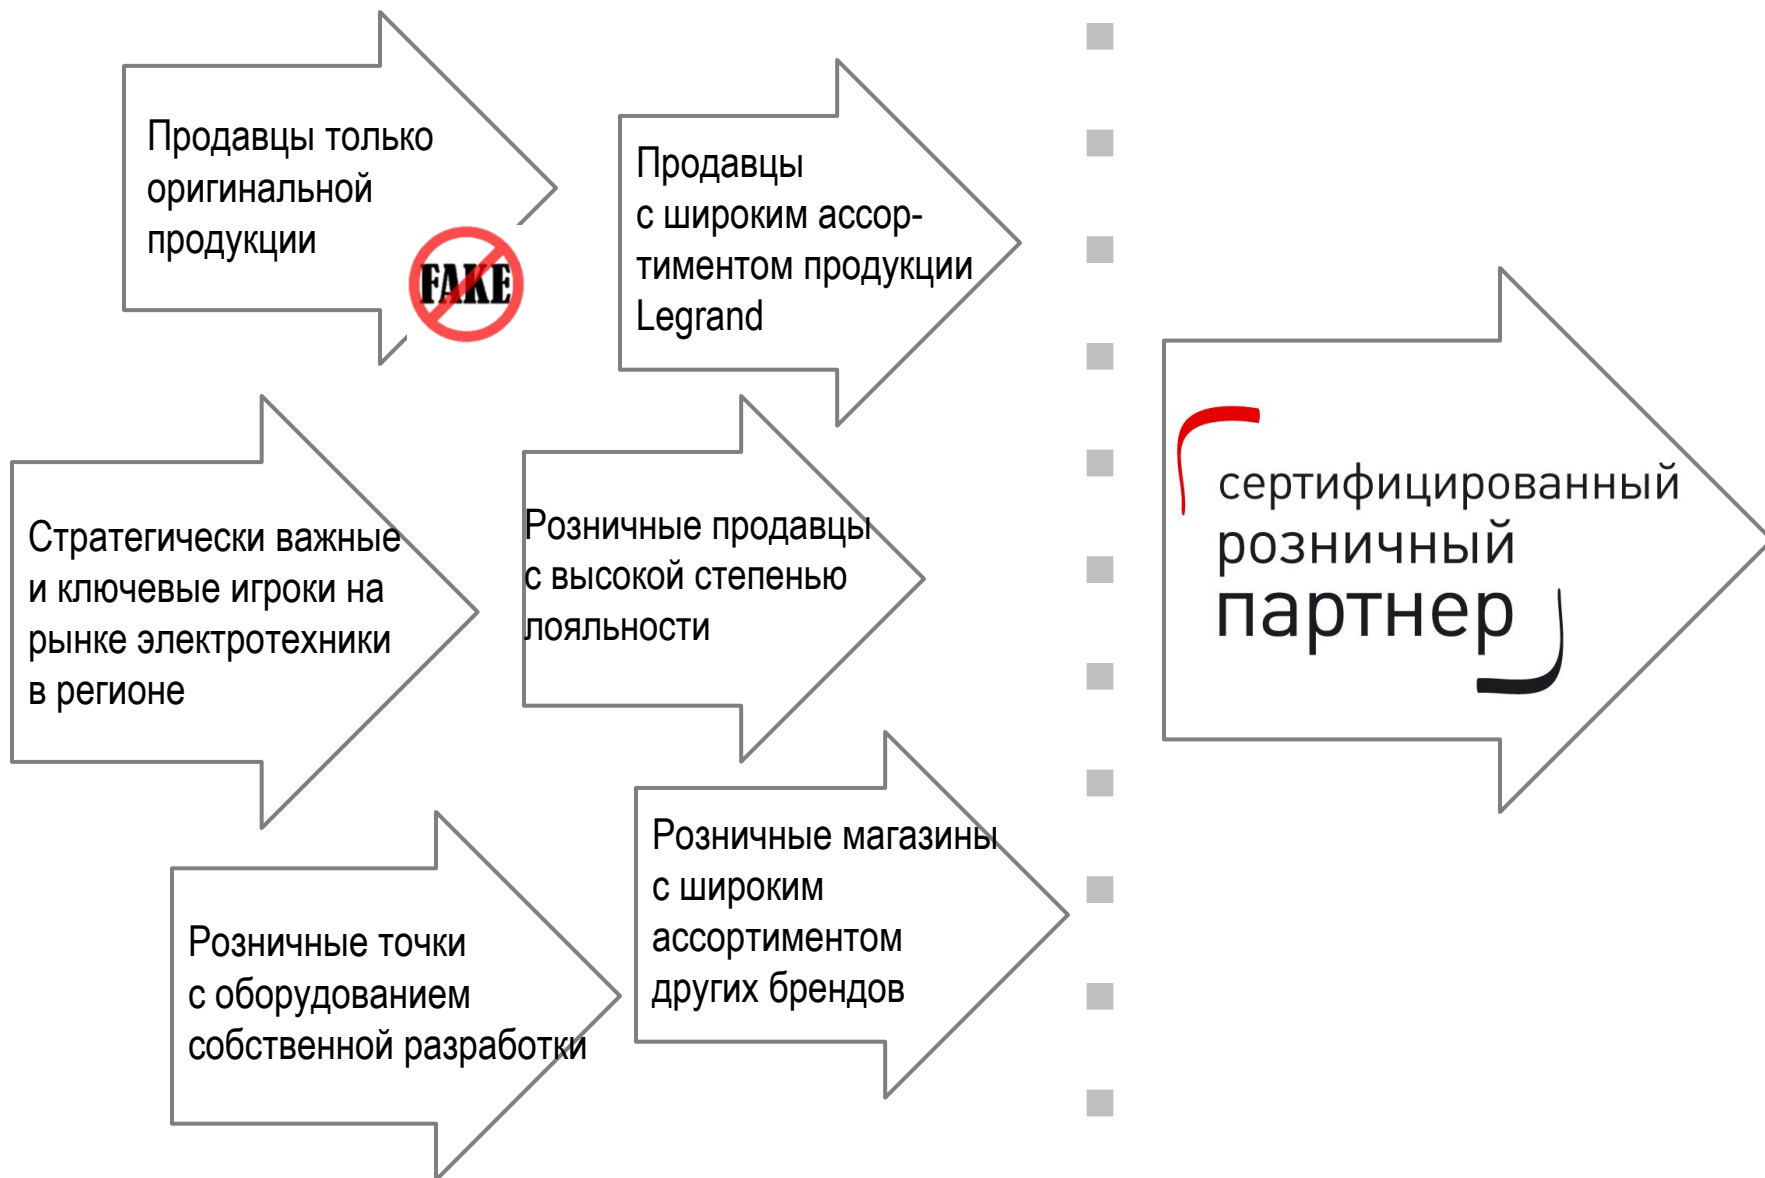 Продавцы только
оригинальной
продукции
FAKE
Продавцы
с широким ассор-
тиментом продукции
Legrand
Стратегически важные
и ключевые игроки на
рынке электротехники
в регионе
Розничные продавцы
с высокой степенью
лояльности
Розничные точки
с оборудованием
собственной разработки
Розничные магазины
с широким
ассортиментом
других брендов
сертифицированный
розничный
партнер